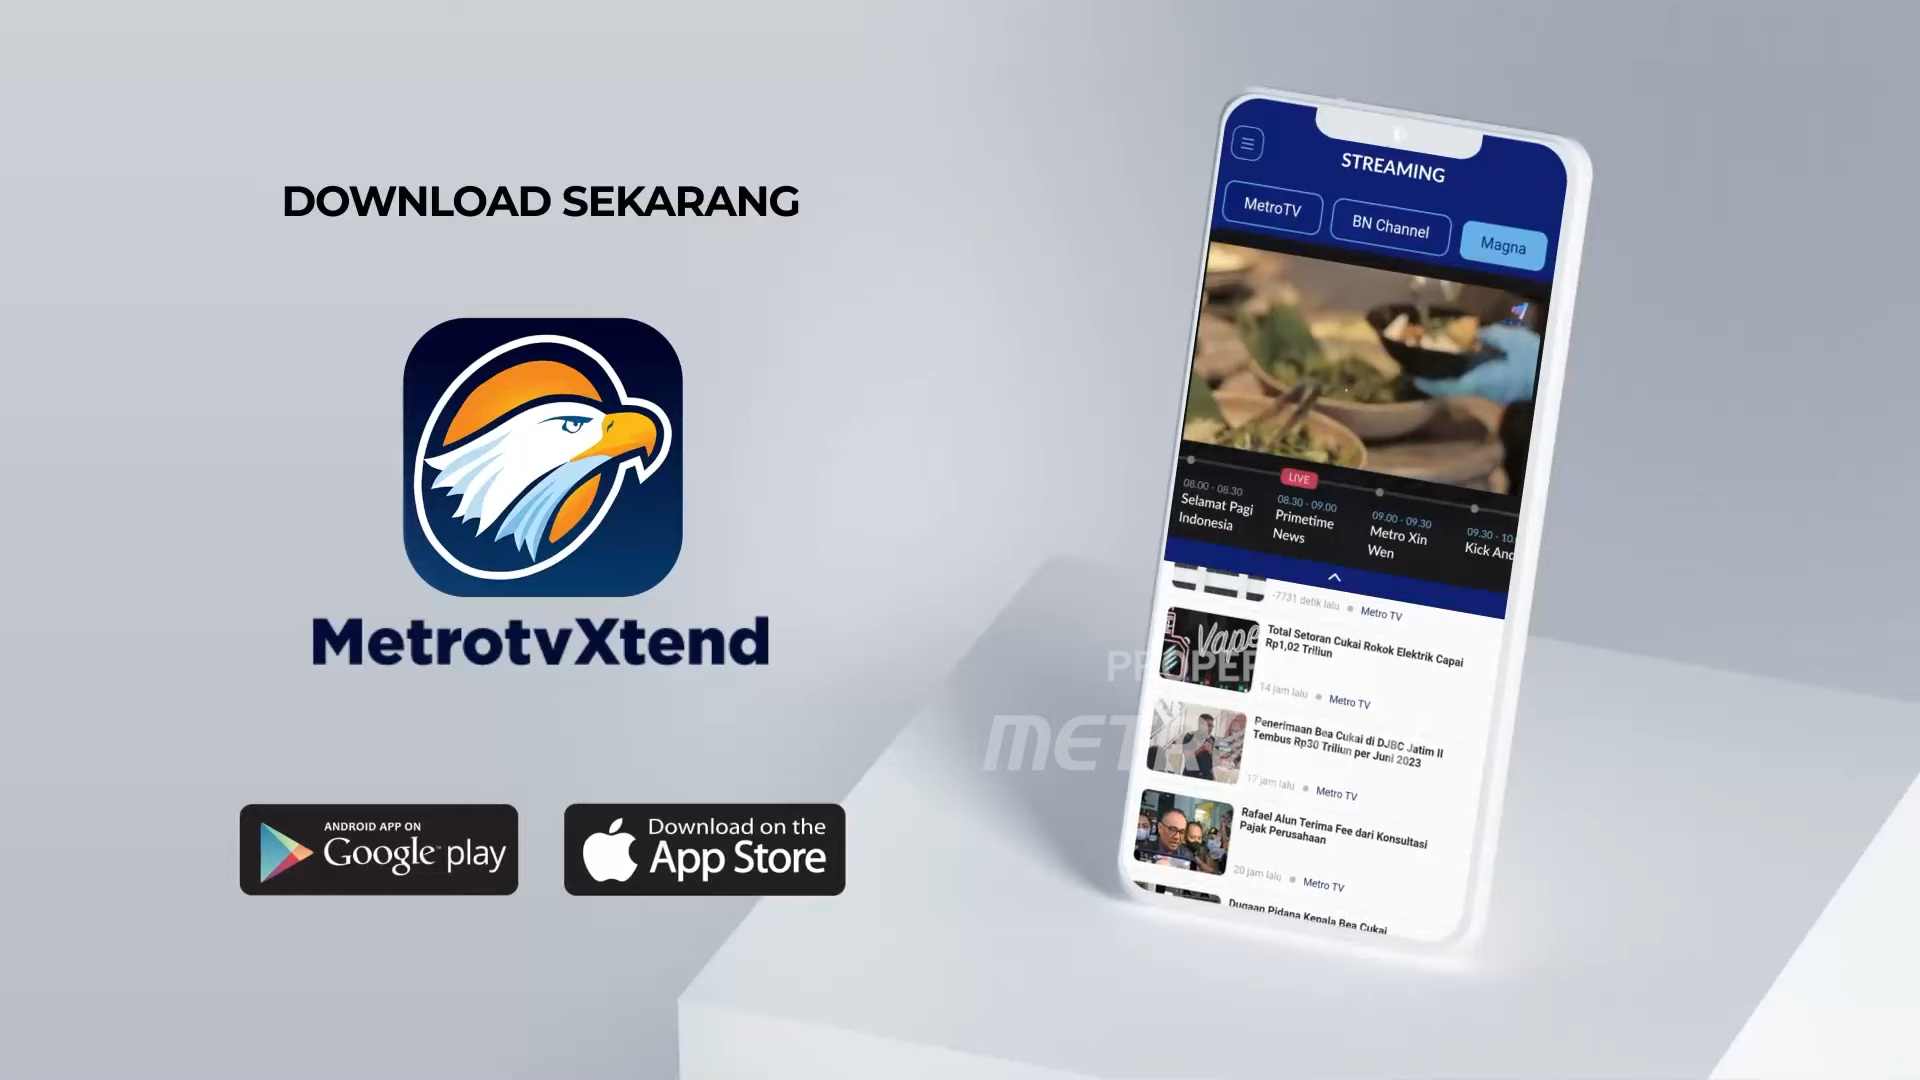 DOWNLOAD SEKARANG
MetrotvXtend
ANDROID APP ON
Google play
Download on the
App Store
STREAMING
MetroTV
BN Channel
Magna
LIVE
08.00 - 08.30
Selamat Pagi
Indonesia
08.30 - 09.00
Primetime
News
09.00 - 09.30
Metro Xin
Wen
09.30 - 10.
Kick And
-7731 detik lalu
Metro TV
Vape
Total Setoran Cukai Rokok Elektrik Capai
Rp1,02 Triliun
14 jam lalu
Metro TV
Penerimaan Bea Cukai di DJBC Jatim II
Tembus Rp30 Triliun per Juni 2023
17 jam lalu
Metro TV
Rafael Alun Terima Fee dari Konsultasi
Pajak Perusahaan
20 jam lalu
Metro TV
Dugaan Pidana Kepala Bea Cukai